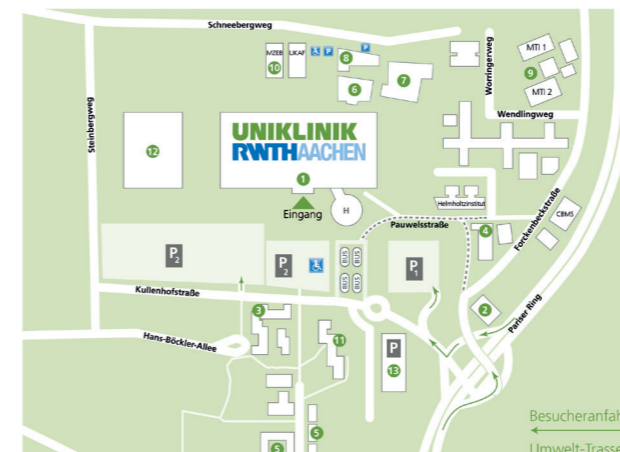 Schneebergweg
MZEB
UKAF
P
P
10
8
6
7
Worringerweg
MTI 1
9
MTI 2
Wendlingweg
Steinbergweg
12
UNIKLINIK
RWTHAACHEN
1
Eingang
H
Helmholtzinstitut
Pauwelsstraße
4
Forckenbeckstraße
CBMS
P2
P2
BUS BUS
BUS BUS
P1
Kullenhofstraße
3
2
Pariser Ring
Hans-Böckler-Allee
11
P
13
5
5
Besucheranfah
Umwelt-Trasse